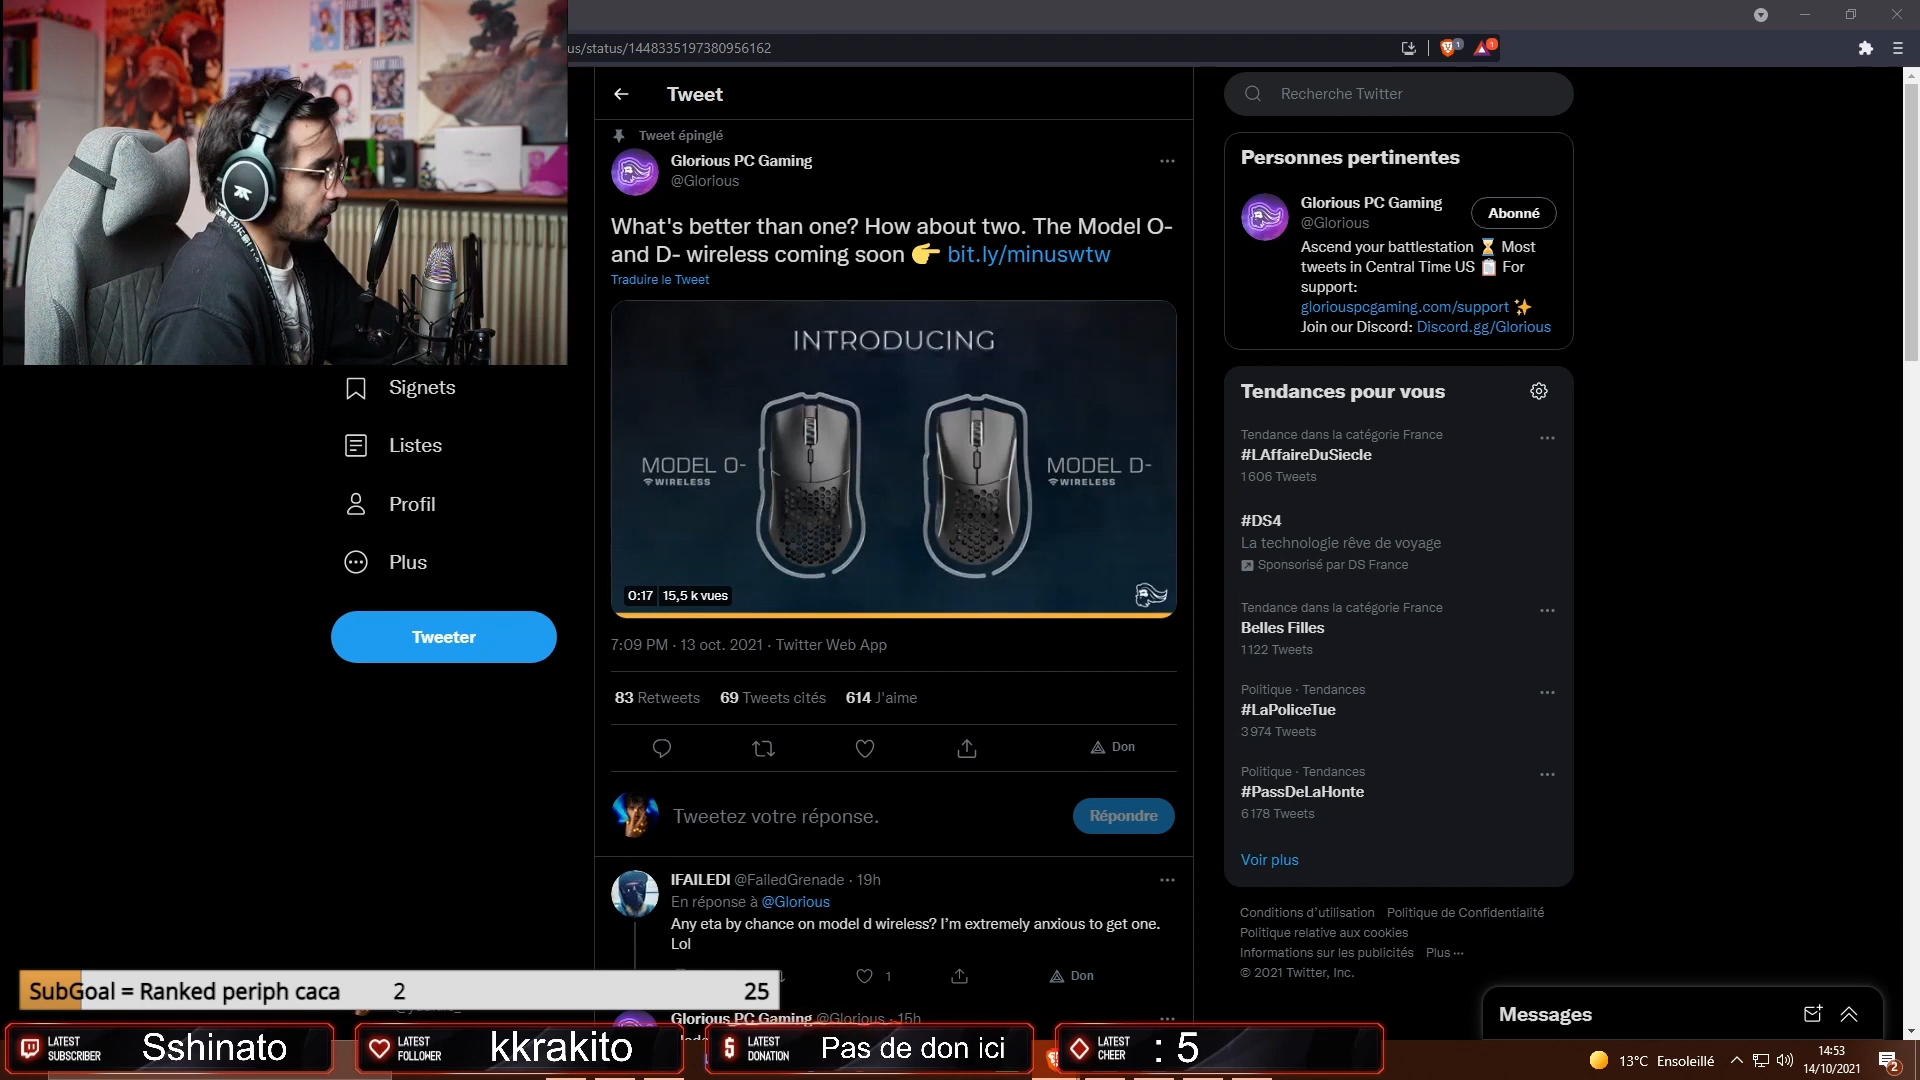 us/status/1448335197380956162
Tweet
Recherche Twitter
Tweet épinglé
Glorious PC Gaming
@Glorious
What's better than one? How about two. The Model O-
and D- wireless coming soon 👉 bit.ly/minuswtw
Traduire le Tweet
INTRODUCING
MODEL O-
WIRELESS
MODEL D-
WIRELESS
0:17
15,5 k vues
7:09 PM · 13 oct. 2021 · Twitter Web App
83 Retweets 69 Tweets cités 614 J'aime
Don
Tweetez votre réponse.
Répondre
IFAILEDI @FailedGrenade · 19h
En réponse à @Glorious
Any eta by chance on model d wireless? I'm extremely anxious to get one.
Lol
1
Don
Glorious PC Gaming @Glorious · 15h
Signets
Listes
Profil
Plus
Tweeter
Personnes pertinentes
Glorious PC Gaming
@Glorious
Abonné
Ascend your battlestation ⌛ Most
tweets in Central Time US 📋 For
support:
gloriouspcgaming.com/support ✨
Join our Discord: Discord.gg/Glorious
Tendances pour vous
Tendance dans la catégorie France
#LAffaireDuSiecle
1 606 Tweets
#DS4
La technologie rêve de voyage
Sponsorisé par DS France
Tendance dans la catégorie France
Belles Filles
1 122 Tweets
Politique · Tendances
#LaPoliceTue
3 974 Tweets
Politique · Tendances
#PassDeLaHonte
6 178 Tweets
Voir plus
Conditions d'utilisation Politique de Confidentialité
Politique relative aux cookies
Informations sur les publicités Plus ···
© 2021 Twitter, Inc.
Messages
SubGoal = Ranked periph caca 2 25
LATEST SUBSCRIBER Sshinato
LATEST FOLLOWER kkrakito
LATEST DONATION Pas de don ici
LATEST CHEER : 5
13°C Ensoleillé
14:53
14/10/2021
2